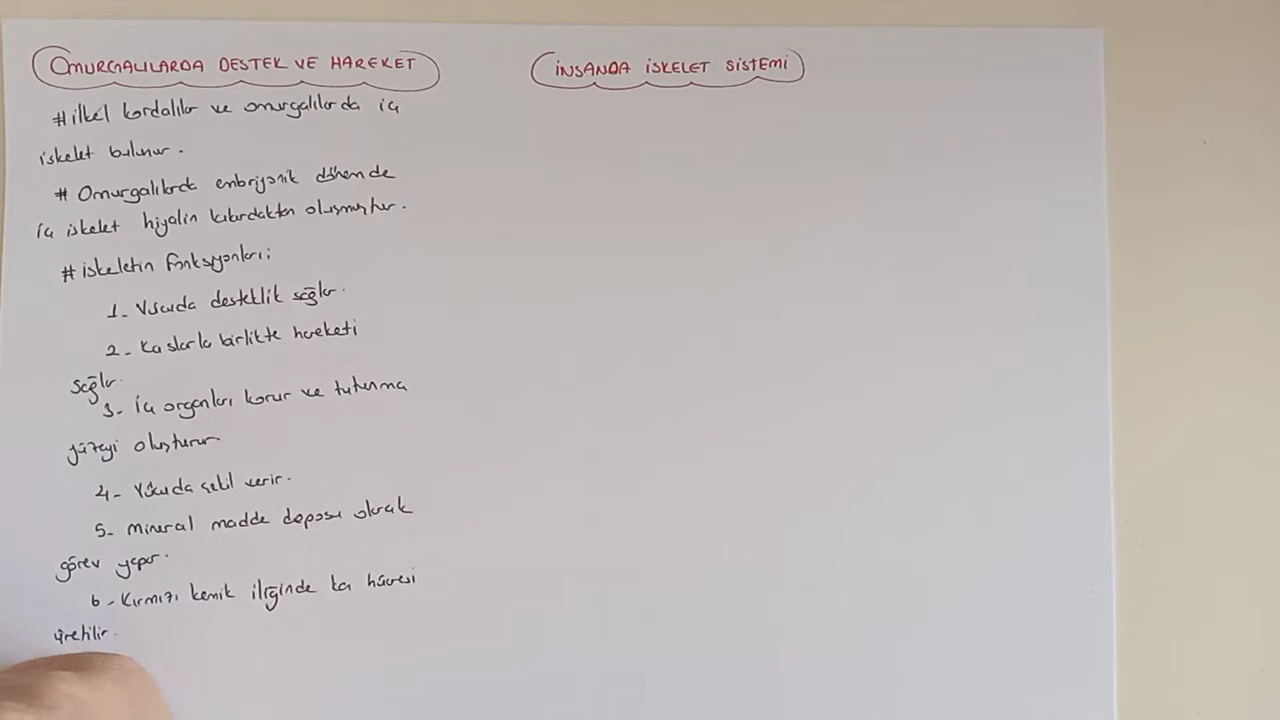 OMURGALILARDA DESTEK VE HAREKET
# ilkel kordalılar ve omurgalılarda iç
iskelet bulunur.
# Omurgalılarda embriyonik dönemde
iç iskelet hiyalin kıkırdaktan oluşmuştur.
# iskeletin fonksiyonları;
1- Vücuda desteklik sağlar.
2- Kaslarla birlikte hareketi
sağlar.
3- İç organları korur ve tutunma
yüzeyi oluşturur
4- Vücuda şekil verir.
5- Mineral madde deposu olarak
görev yapar.
6- Kırmızı kemik iliğinde kan hücresi
üretilir.
İNSANDA İSKELET SİSTEMİ